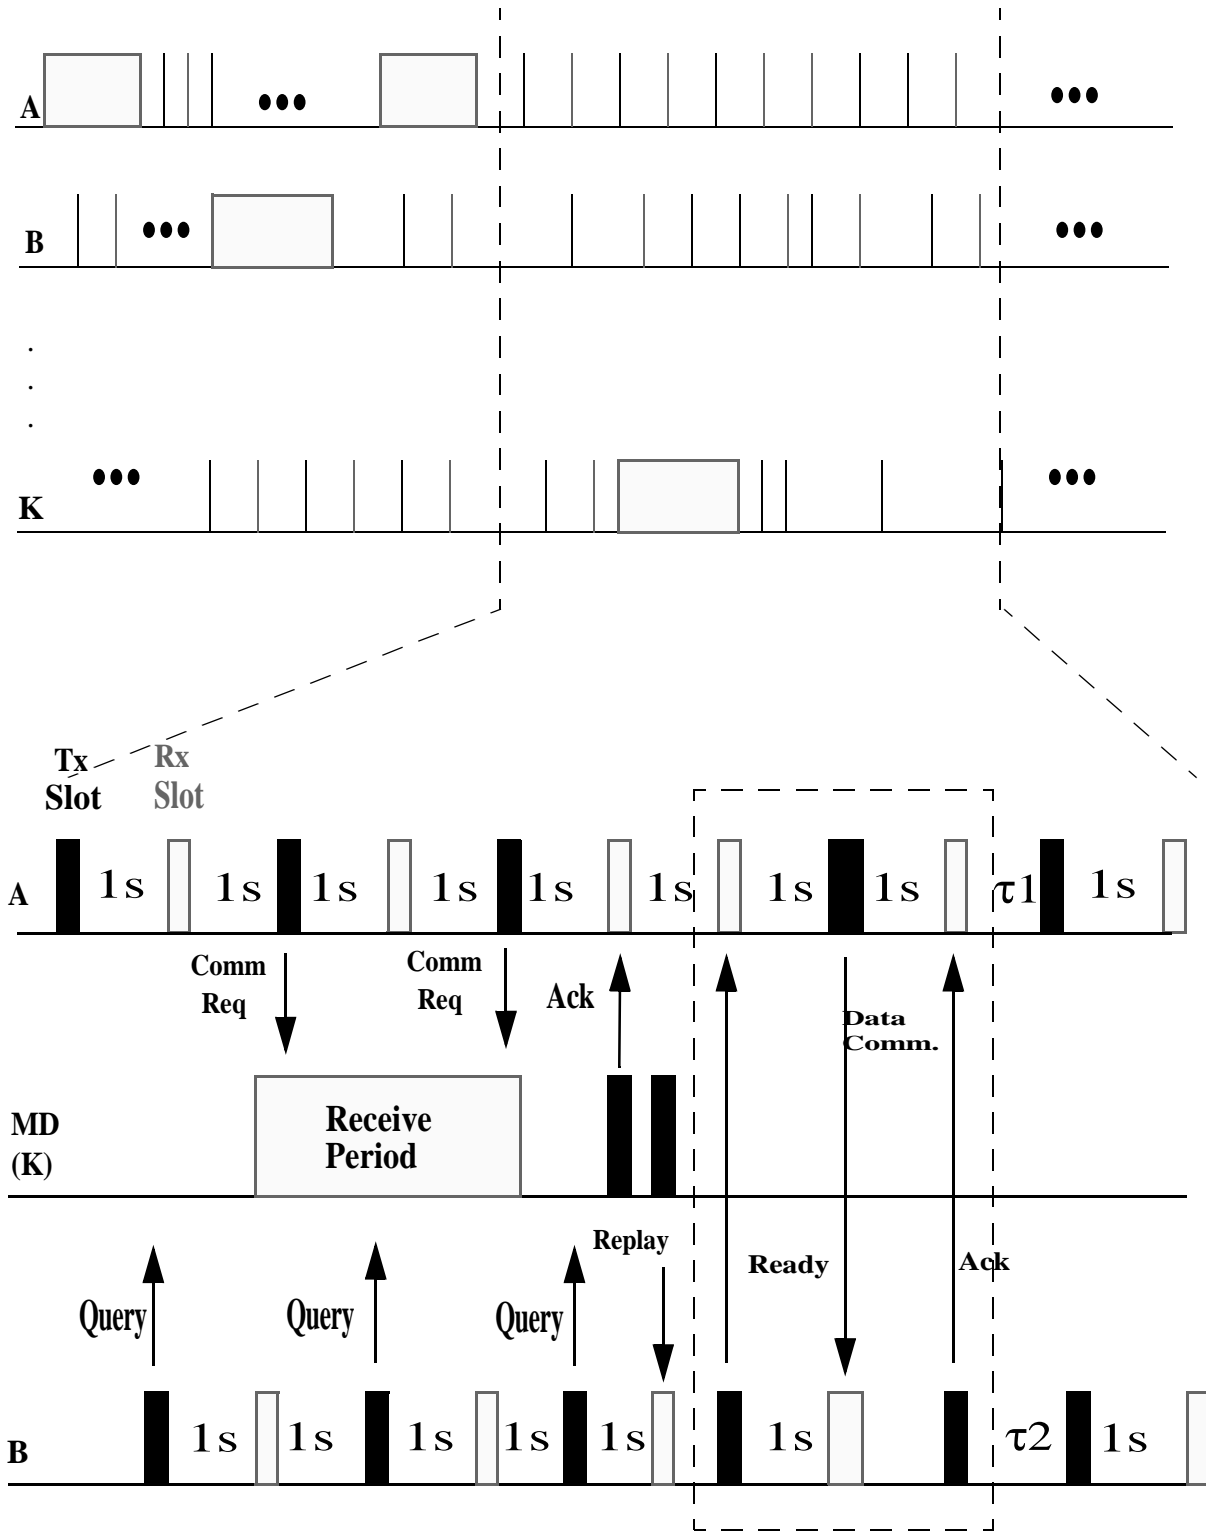 A
B
.
.
.
K
Tx
Slot
Rx
Slot
A
1s
1s
1s
1s
1s
1s
1s
1s
τ1
1s
Comm
Req
Comm
Req
Ack
Data
Comm.
MD
(K)
Receive
Period
Replay
Ready
Ack
Query
Query
Query
B
1s
1s
1s
1s
1s
1s
τ2
1s